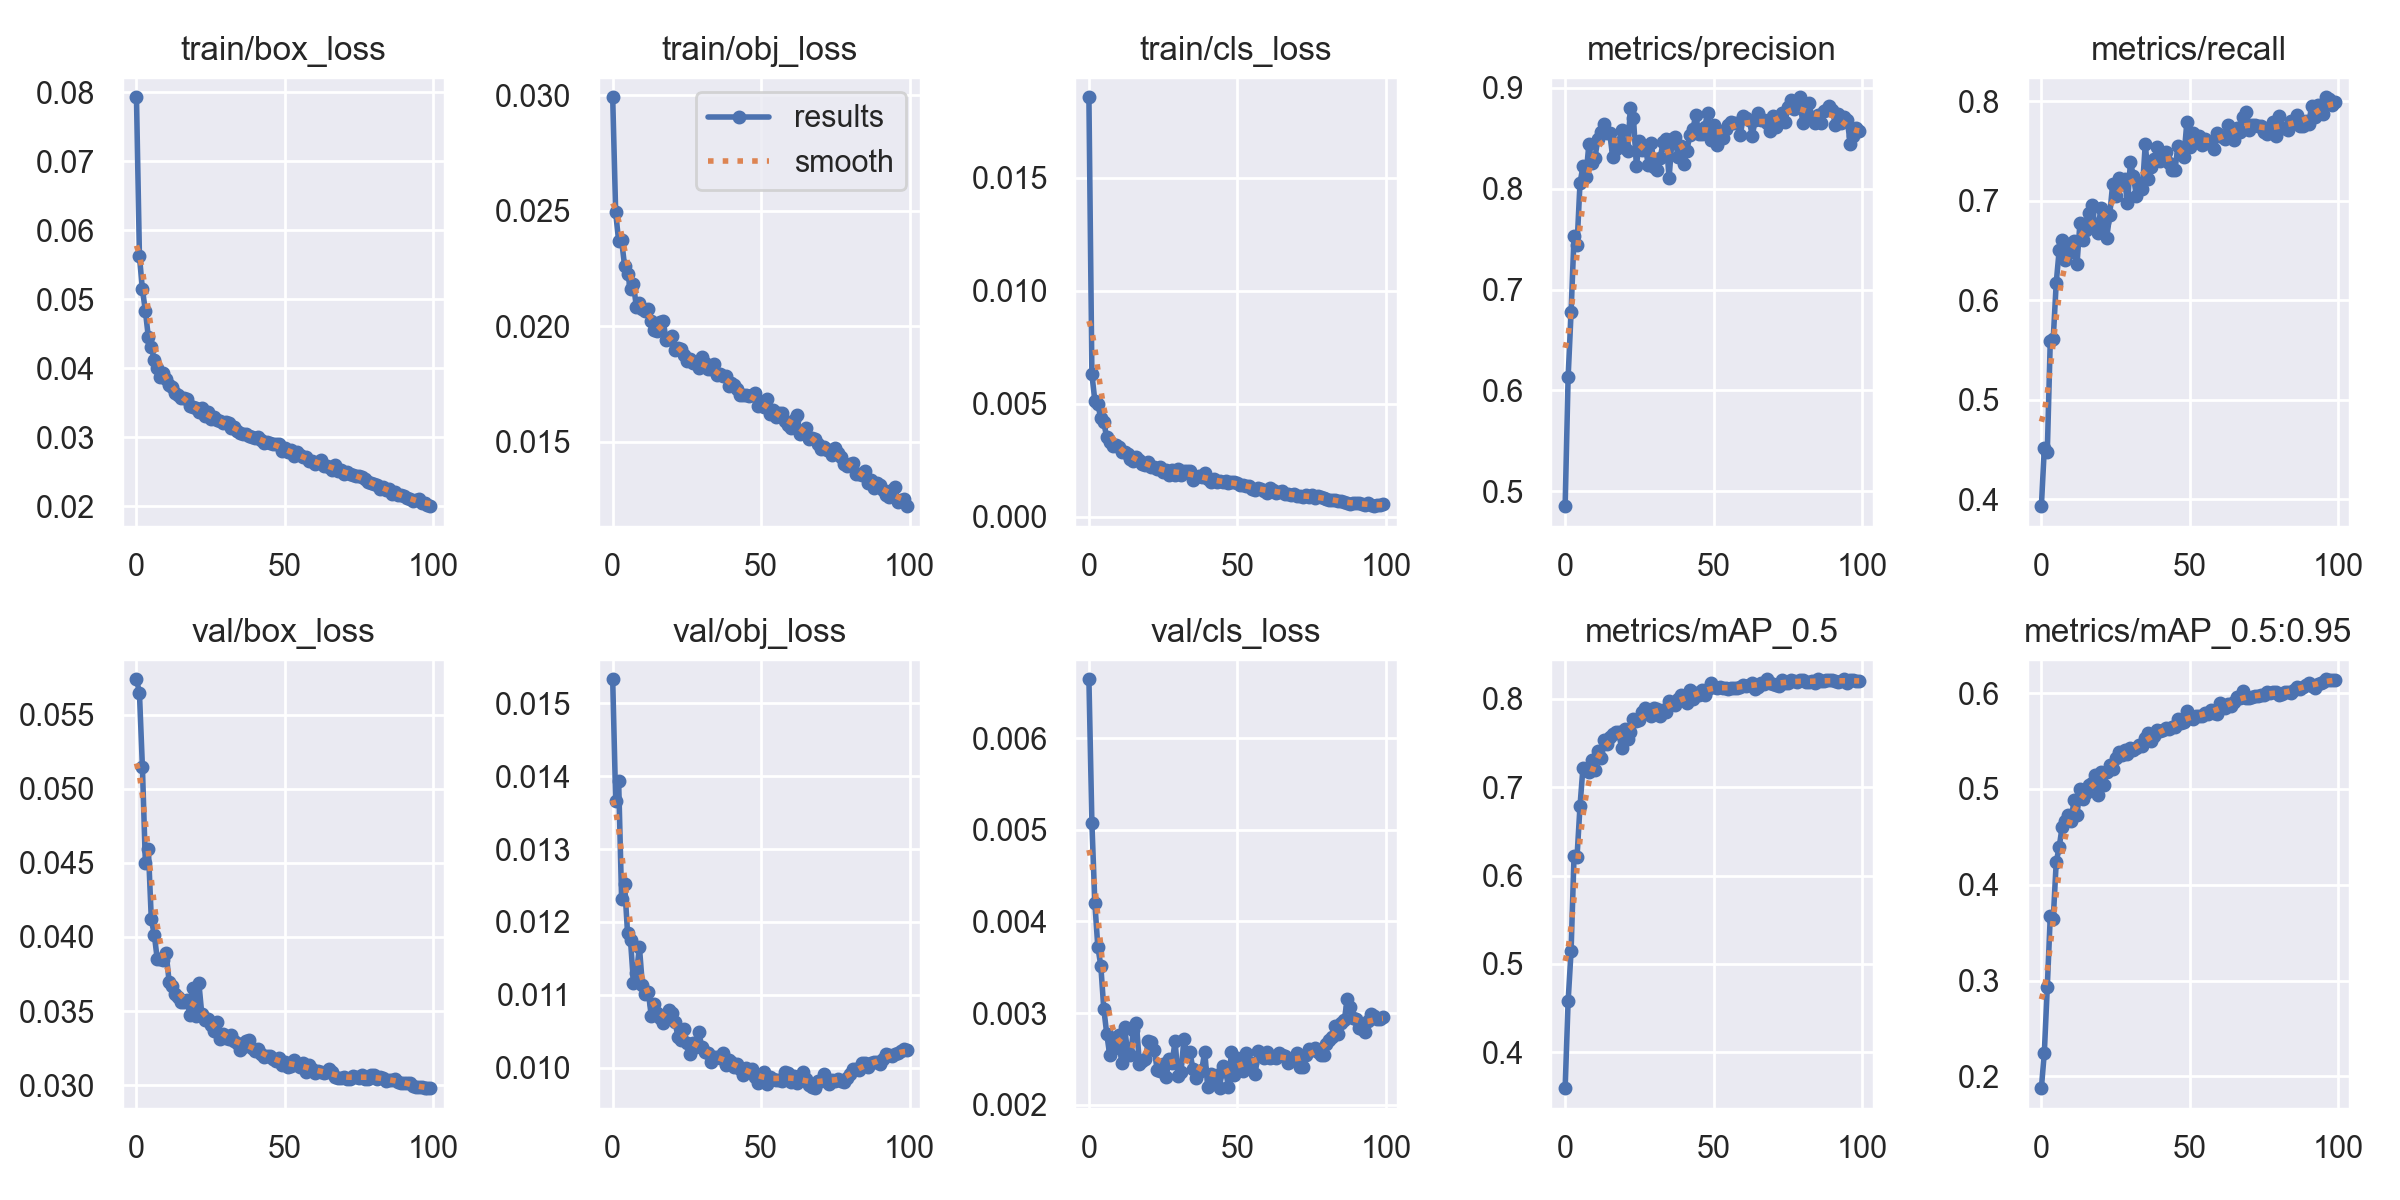 train/box_loss
0.08
0.07
0.06
0.05
0.04
0.03
0.02
0 50 100
train/obj_loss
results
smooth
0.030
0.025
0.020
0.015
0 50 100
train/cls_loss
0.015
0.010
0.005
0.000
0 50 100
metrics/precision
0.9
0.8
0.7
0.6
0.5
0 50 100
metrics/recall
0.8
0.7
0.6
0.5
0.4
0 50 100
val/box_loss
0.055
0.050
0.045
0.040
0.035
0.030
0 50 100
val/obj_loss
0.015
0.014
0.013
0.012
0.011
0.010
0 50 100
val/cls_loss
0.006
0.005
0.004
0.003
0.002
0 50 100
metrics/mAP_0.5
0.8
0.7
0.6
0.5
0.4
0 50 100
metrics/mAP_0.5:0.95
0.6
0.5
0.4
0.3
0.2
0 50 100